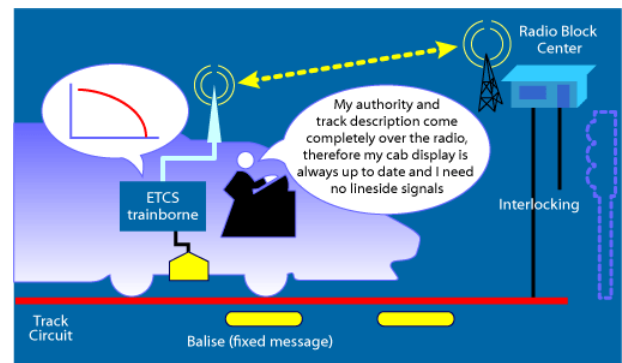 Radio Block
Center
My authority and
track description come
completely over the radio,
therefore my cab display is
always up to date and I need
no lineside signals
ETCS
trainborne
Interlocking
Track
Circuit
Balise (fixed message)